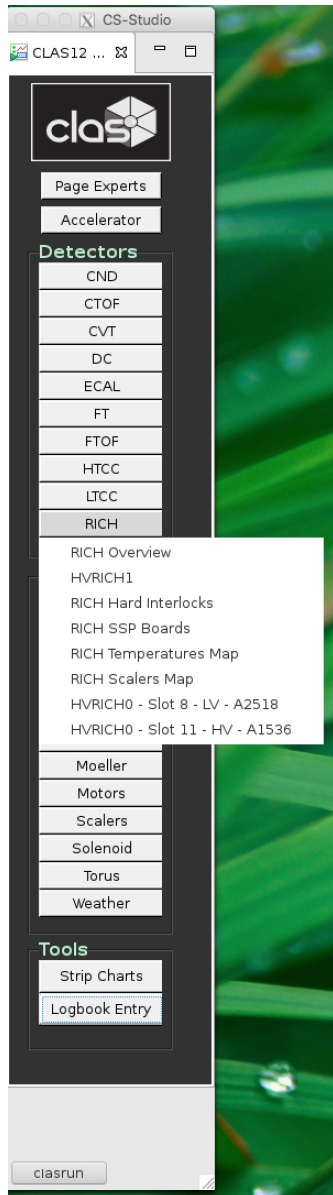 CS-Studio
CLAS12 ...
clas
Page Experts
Accelerator
Detectors
CND
CTOF
CVT
DC
ECAL
FT
FTOF
HTCC
LTCC
RICH
RICH Overview
HVRICH1
RICH Hard Interlocks
RICH SSP Boards
RICH Temperatures Map
RICH Scalers Map
HVRICH0 - Slot 8 - LV - A2518
HVRICH0 - Slot 11 - HV - A1536
Moeller
Motors
Scalers
Solenoid
Torus
Weather
Tools
Strip Charts
Logbook Entry
clasrun